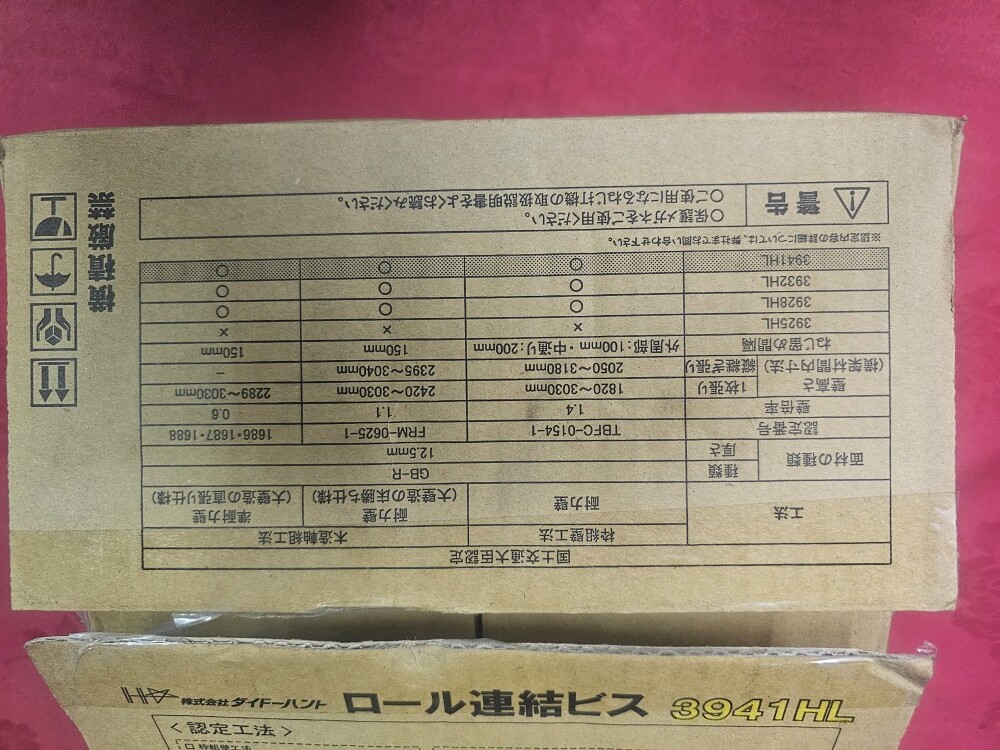 国土交通大臣認定
工法 枠組壁工法 木造軸組工法
耐力壁 耐力壁 (大壁造の床勝ち仕様) 準耐力壁 (大壁造の直張り仕様)
面材の種類 種類 GB-R
厚さ 12.5mm
認定番号 TBFC-0154-1 FRM-0625-1 1686・1687・1688
壁倍率 1.4 1.1 0.6
壁高さ (横架材間内寸法) 1枚張り 1820～3030mm 2420～3030mm 2289～3030mm
縦継ぎ張り 2050～3180mm 2395～3040mm −
ねじ留め間隔 外周部:100mm・中通り:200mm 150mm 150mm
3925HL × × ×
3928HL ○ ○ ○
3932HL ○ ○ ○
3941HL ○ ○ ○
※認定内容の詳細については、弊社までお問い合わせ下さい。
警告
○保護メガネをご使用ください。
○ご使用になるねじ打機の取扱説明書をよくお読みください。
横積厳禁
株式会社 ダイドーハント ロール連結ビス 3941HL
<認定工法>
□ 枠組壁工法